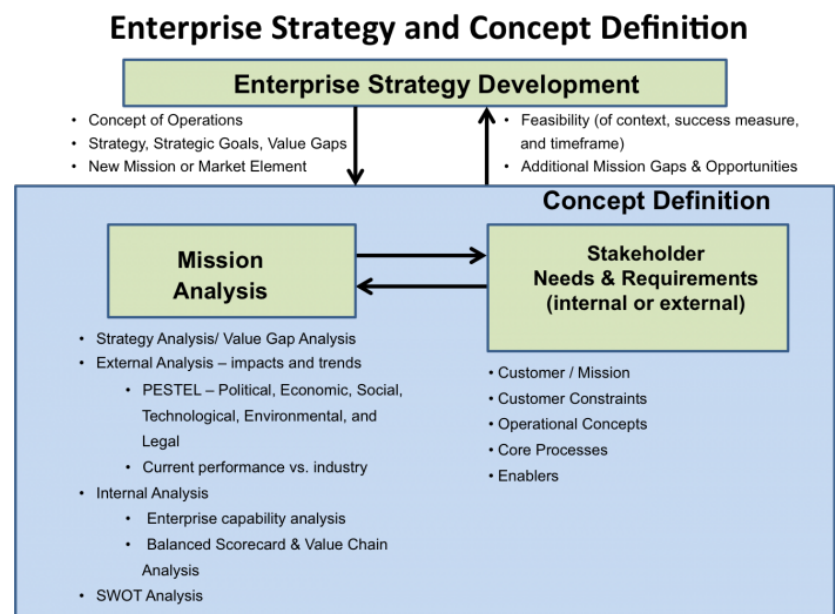 Enterprise Strategy and Concept Definition
Enterprise Strategy Development
• Concept of Operations
• Strategy, Strategic Goals, Value Gaps
• New Mission or Market Element
• Feasibility (of context, success measure,
and timeframe)
• Additional Mission Gaps & Opportunities
Concept Definition
Mission
Analysis
Stakeholder
Needs & Requirements
(internal or external)
• Strategy Analysis/ Value Gap Analysis
• External Analysis – impacts and trends
• PESTEL – Political, Economic, Social,
Technological, Environmental, and
Legal
• Current performance vs. industry
• Internal Analysis
• Enterprise capability analysis
• Balanced Scorecard & Value Chain
Analysis
• SWOT Analysis
• Customer / Mission
• Customer Constraints
• Operational Concepts
• Core Processes
• Enablers